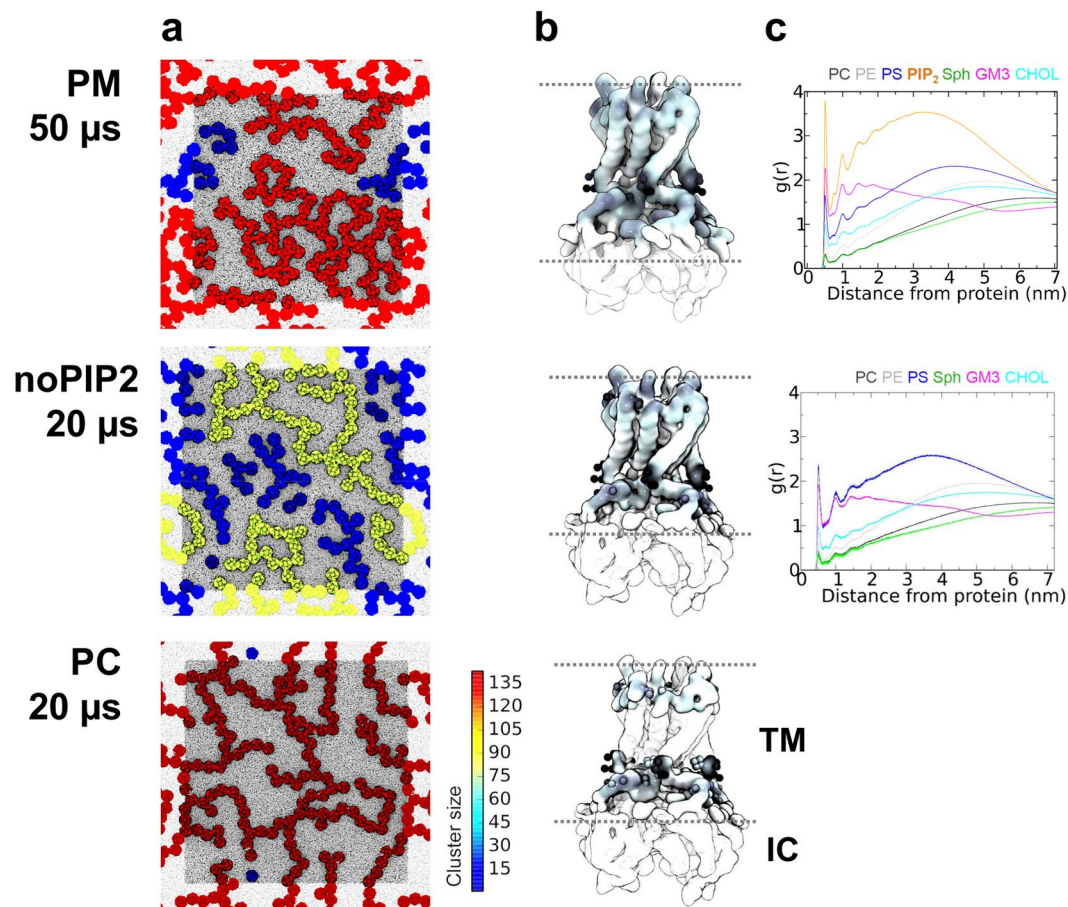 a
b
c
PM
50 µs
PC PE PS PIP2 Sph GM3 CHOL
4
3
2
1
0
g(r)
0 1 2 3 4 5 6 7
Distance from protein (nm)
noPIP2
20 µs
PC PE PS Sph GM3 CHOL
4
3
2
1
0
g(r)
0 1 2 3 4 5 6 7
Distance from protein (nm)
PC
20 µs
135
120
105
90
75
60
45
30
15
Cluster size
TM
IC